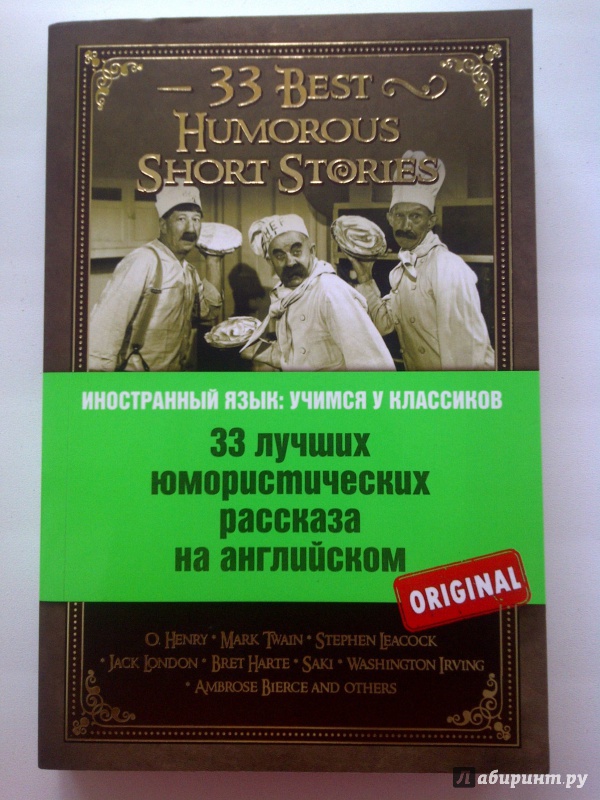 33 Best
Humorous
Short Stories
HE!
ИНОСТРАННЫЙ ЯЗЫК: УЧИМСЯ У КЛАССИКОВ
33 лучших
юмористических
рассказа
на английском
ORIGINAL
O. Henry • Mark Twain • Stephen Leacock
• Jack London • Bret Harte • Saki • Washington Irving
• Ambrose Bierce and others
Лабиринт.ру